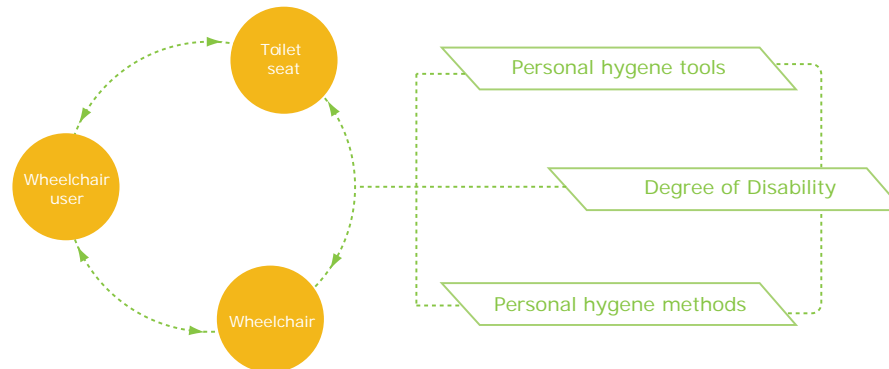 Toilet
seat
Personal hygene tools
Wheelchair
user
Degree of Disability
Personal hygene methods
Wheelchair